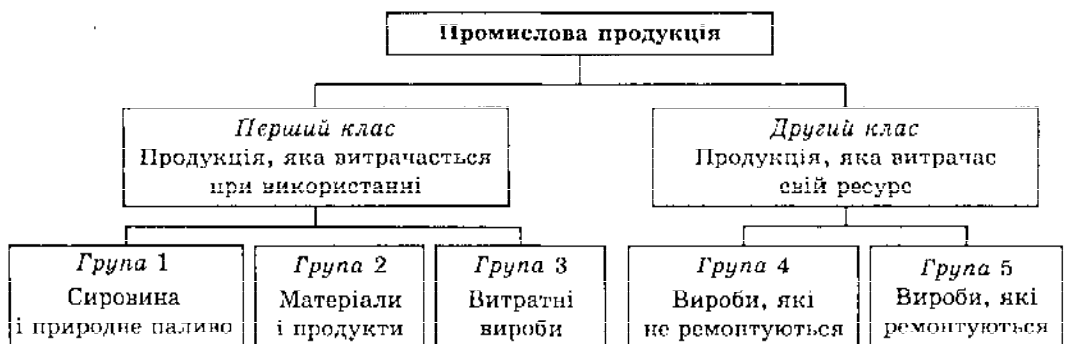 Промислова продукція
Перший клас
Продукція, яка витрачається
при використанні
Другий клас
Продукція, яка витрачає
свій ресурс
Група 1
Сировина
і природне паливо
Група 2
Матеріали
і продукти
Група 3
Витратні
вироби
Група 4
Вироби, які
не ремонтуються
Група 5
Вироби, які
ремонтуються